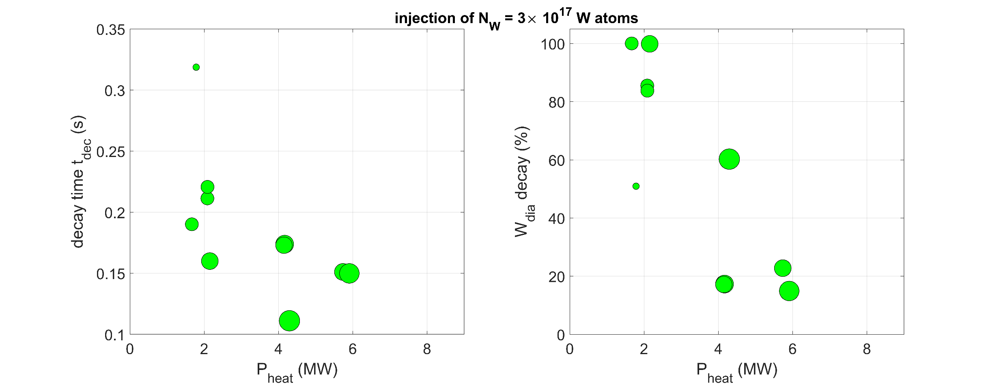 injection of N_W = 3× 10^17 W atoms
0.35
0.3
0.25
0.2
0.15
0.1
decay time t_dec (s)
0 2 4 6 8
P_heat (MW)
100
80
60
40
20
0
W_dia decay (%)
0 2 4 6 8
P_heat (MW)